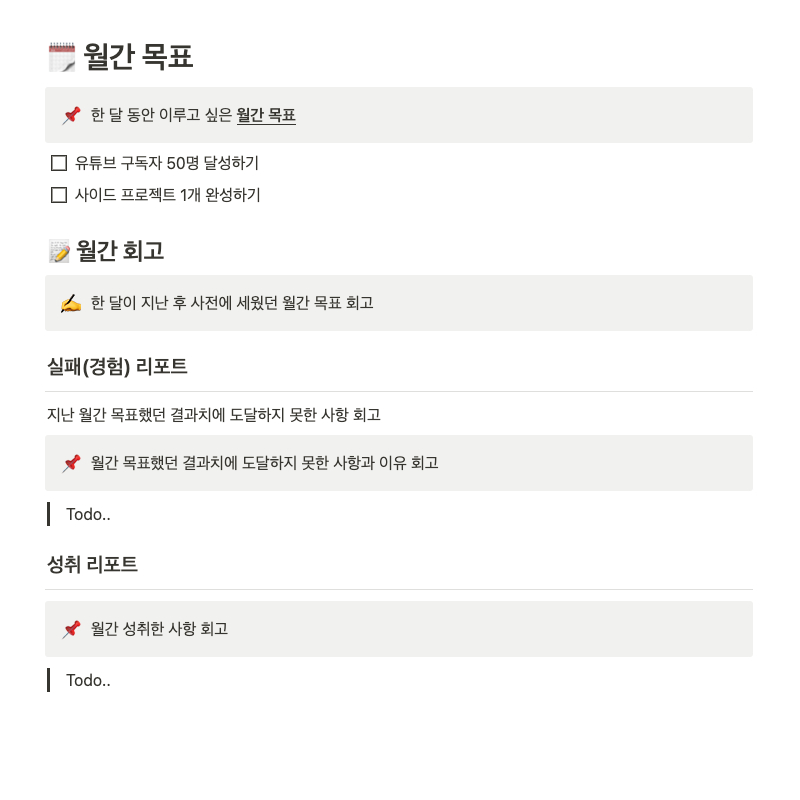 월간 목표
한 달 동안 이루고 싶은 월간 목표
유튜브 구독자 50명 달성하기
사이드 프로젝트 1개 완성하기
월간 회고
한 달이 지난 후 사전에 세웠던 월간 목표 회고
실패(경험) 리포트
지난 월간 목표했던 결과치에 도달하지 못한 사항 회고
월간 목표했던 결과치에 도달하지 못한 사항과 이유 회고
Todo..
성취 리포트
월간 성취한 사항 회고
Todo..